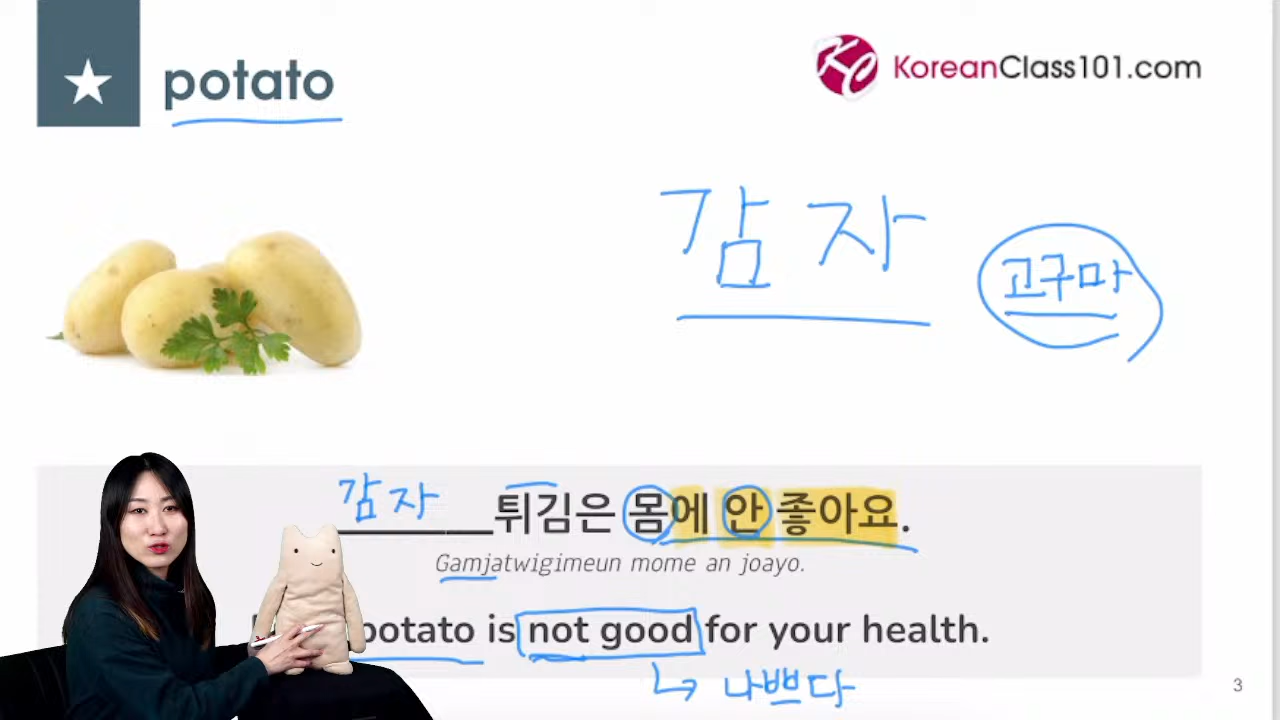 potato
KoreanClass101.com
감자
고구마
감자 튀김은 몸에 안 좋아요.
Gamjatwigimeun mome an joayo.
potato is not good for your health.
나쁘다
3